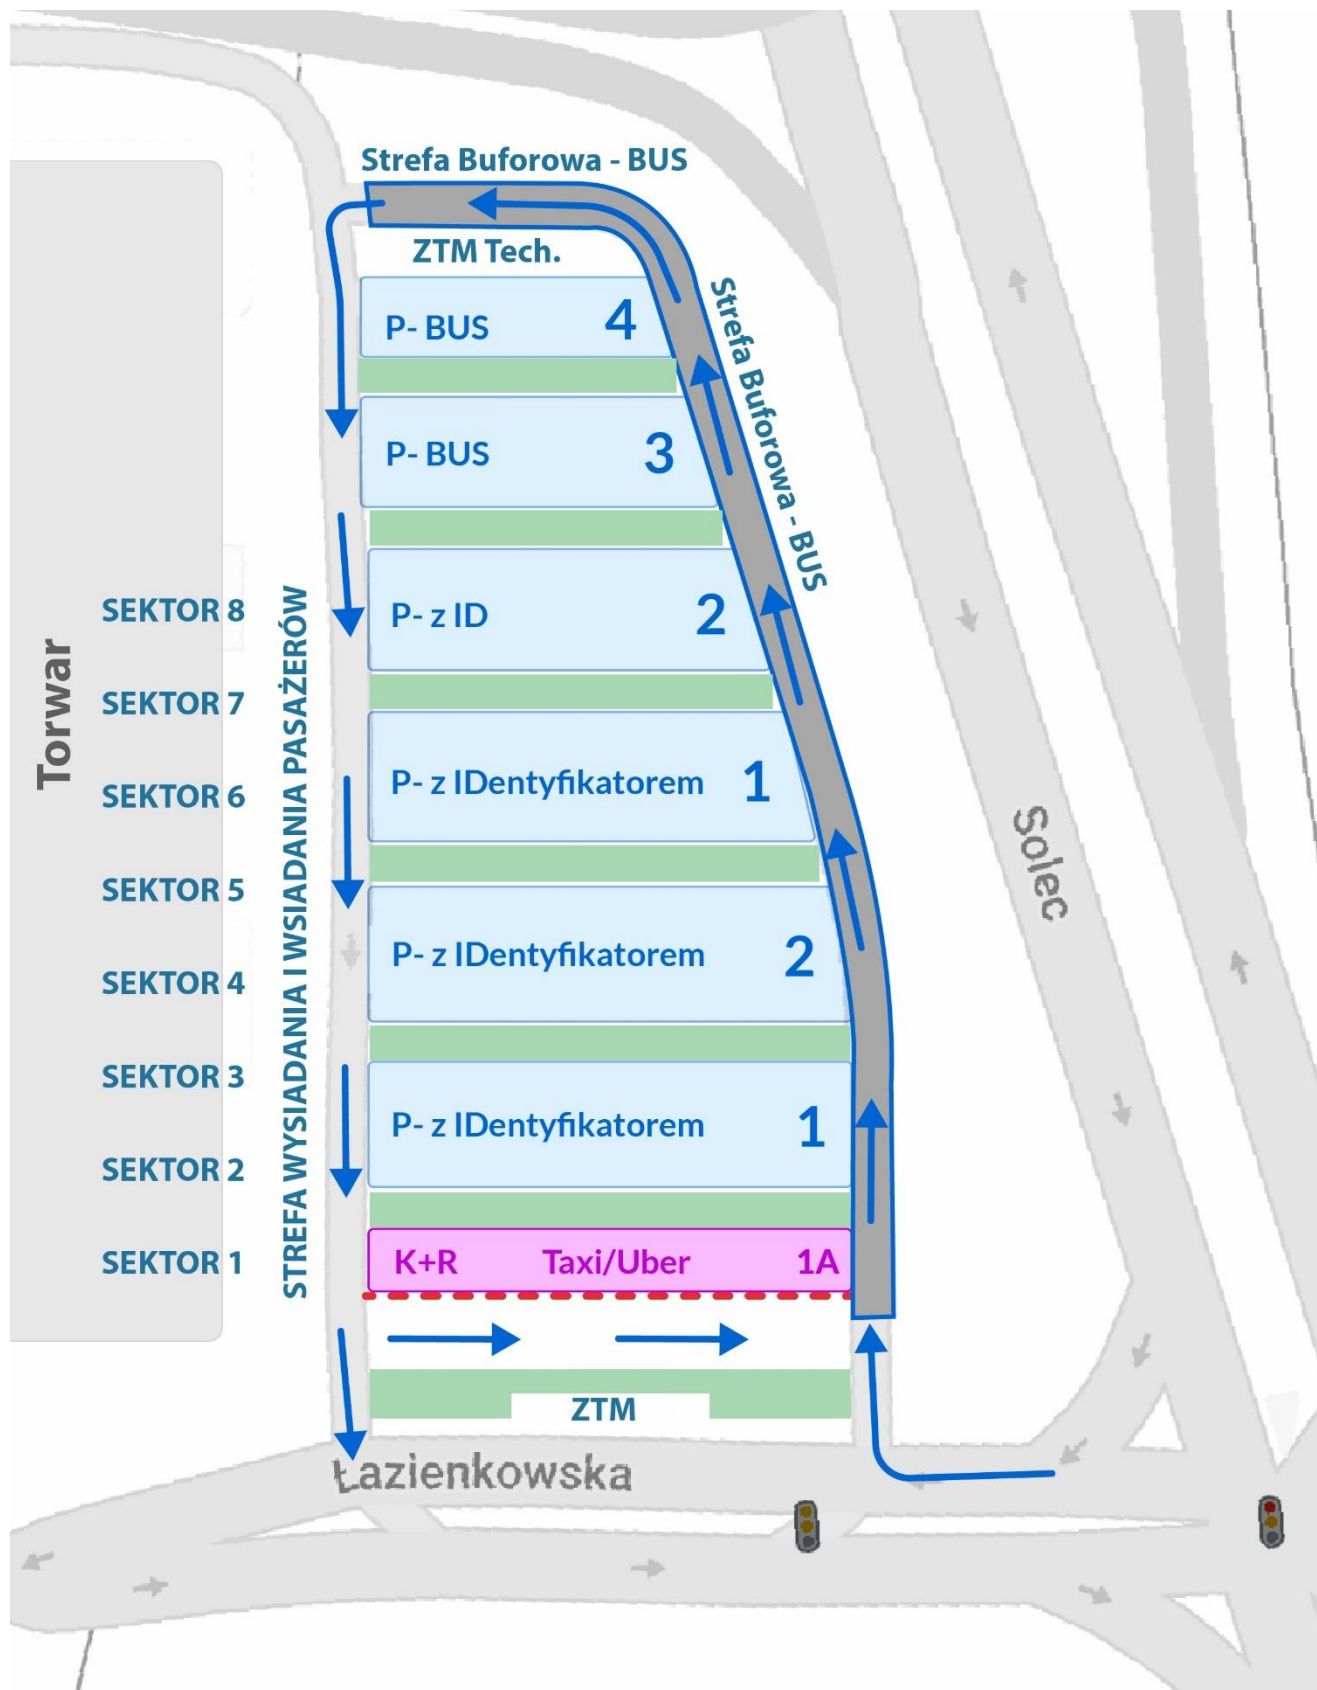 Strefa Buforowa - BUS
ZTM Tech.
P- BUS 4
Strefa Buforowa - BUS
P- BUS 3
P- z ID 2
P- z IDentyfikatorem 1
P- z IDentyfikatorem 2
P- z IDentyfikatorem 1
K+R Taxi/Uber 1A
ZTM
Torwar
SEKTOR 8
SEKTOR 7
SEKTOR 6
SEKTOR 5
SEKTOR 4
SEKTOR 3
SEKTOR 2
SEKTOR 1
STREFA WYSIADANIA I WSIADANIA PASAŻERÓW
Solec
Łazienkowska